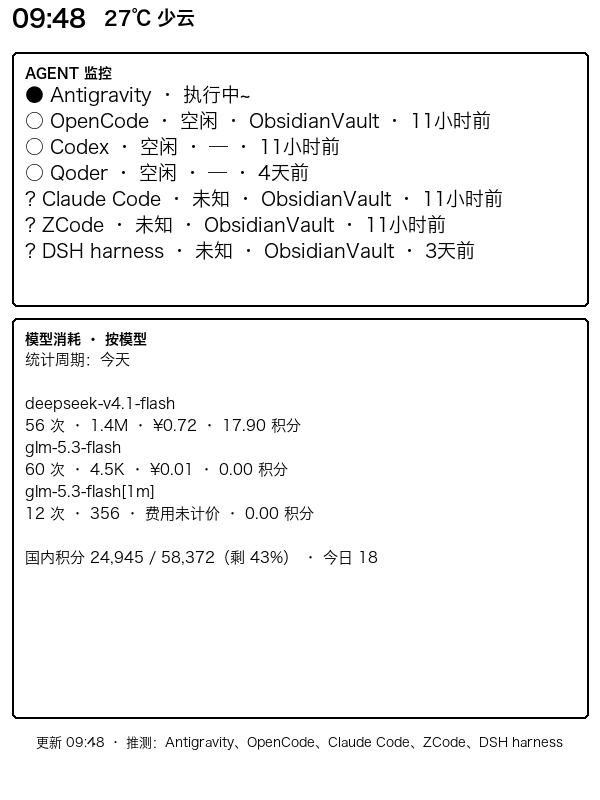 09:48 27℃ 少云
AGENT 监控
● Antigravity · 执行中~
○ OpenCode · 空闲 · ObsidianVault · 11小时前
○ Codex · 空闲 · — · 11小时前
○ Qoder · 空闲 · — · 4天前
? Claude Code · 未知 · ObsidianVault · 11小时前
? ZCode · 未知 · ObsidianVault · 11小时前
? DSH harness · 未知 · ObsidianVault · 3天前
模型消耗 · 按模型
统计周期：今天
deepseek-v4.1-flash
56 次 · 1.4M · ¥0.72 · 17.90 积分
glm-5.3-flash
60 次 · 4.5K · ¥0.01 · 0.00 积分
glm-5.3-flash[1m]
12 次 · 356 · 费用未计价 · 0.00 积分
国内积分 24,945 / 58,372（剩 43%） · 今日 18
更新 09:48 · 推测：Antigravity、OpenCode、Claude Code、ZCode、DSH harness